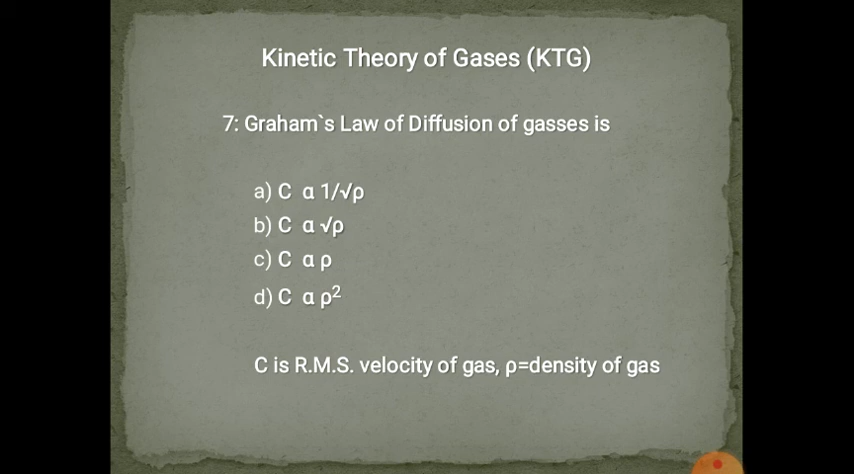 Kinetic Theory of Gases (KTG)
7: Graham`s Law of Diffusion of gasses is
a) C α 1/√ρ
b) C α √ρ
c) C α ρ
d) C α ρ²
C is R.M.S. velocity of gas, ρ=density of gas